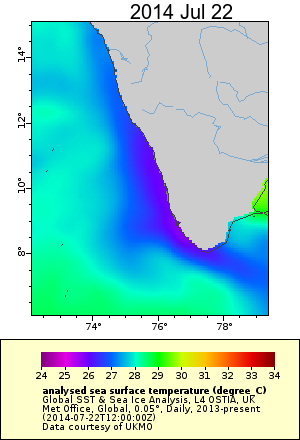 2014 Jul 22
14°
12°
10°
8°
74° 76° 78°
24 25 26 27 28 29 30 31 32 33 34
analysed sea surface temperature (degree_C)
Global SST & Sea Ice Analysis, L4 OSTIA, UK
Met Office, Global, 0.05°, Daily, 2013-present
(2014-07-22T12:00:00Z)
Data courtesy of UKMO